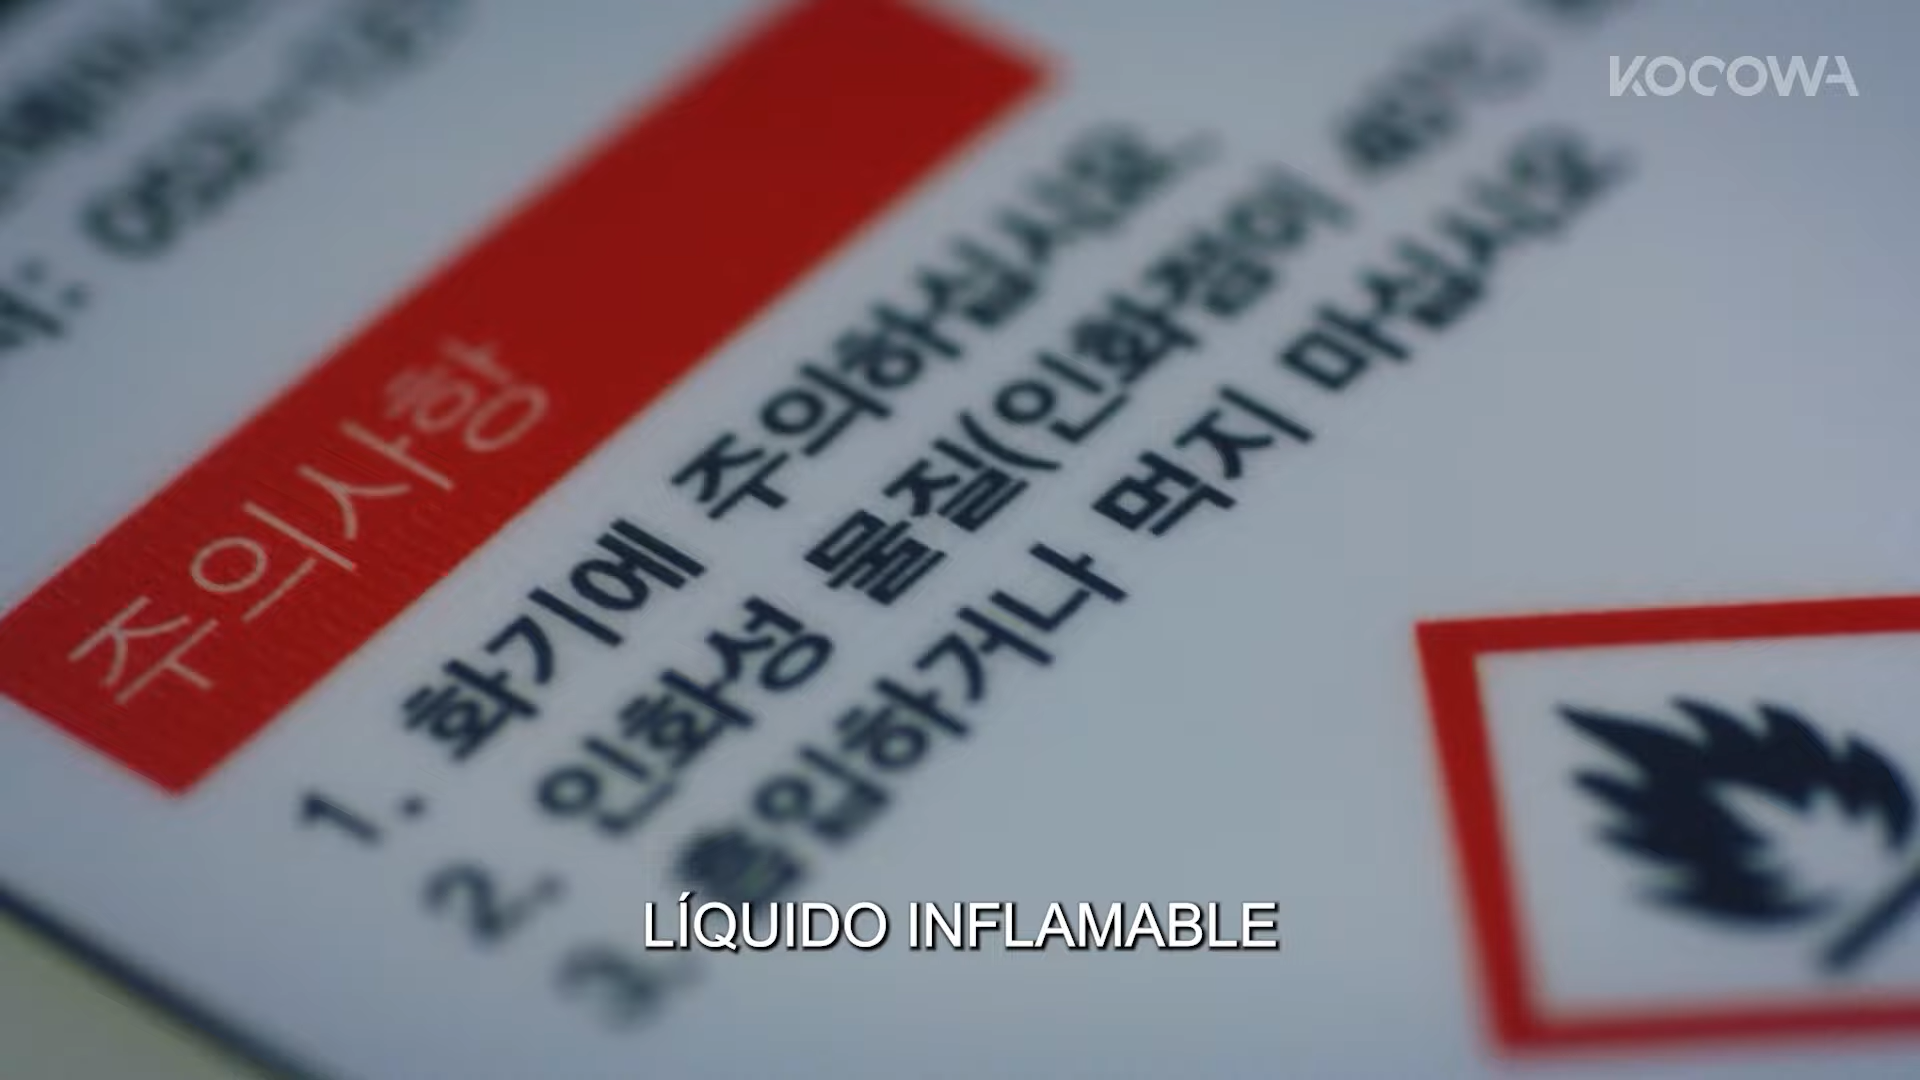 KOCOWA
주의사항
1. 화기에 주의하십시오.
2. 인화성 물질(인화점이
3. 흡입하거나 먹지 마십시오
LÍQUIDO INFLAMABLE